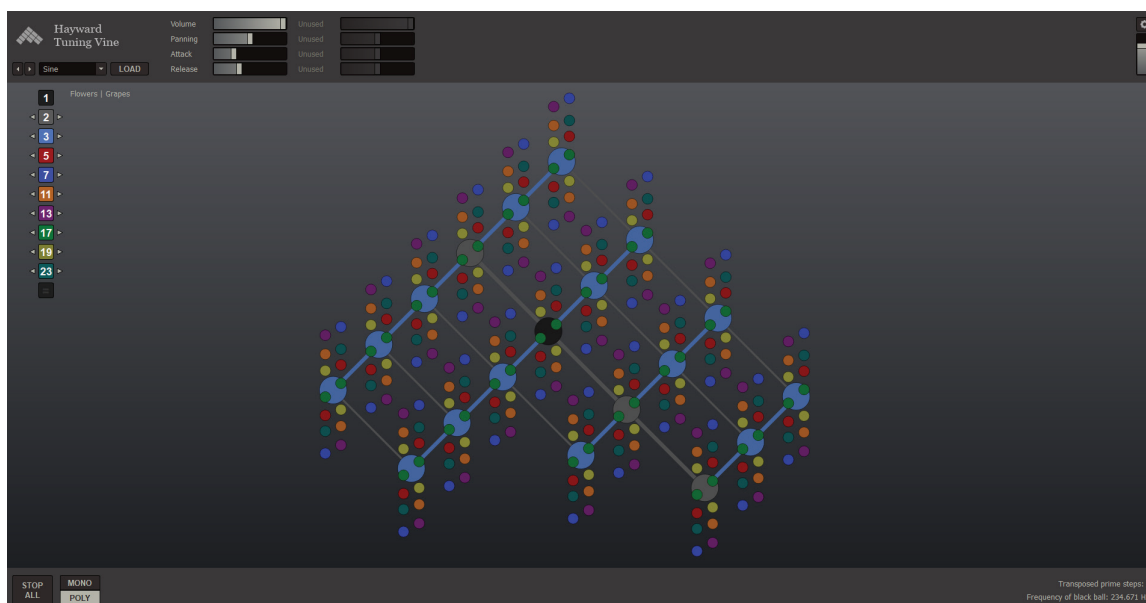 Hayward
Tuning Vine
Volume
Unused
Panning
Unused
Attack
Unused
Release
Unused
Sine
LOAD
Flowers | Grapes
1
2
3
5
7
11
13
17
19
23
=
STOP
ALL
MONO
POLY
Transposed prime steps:
Frequency of black ball: 234.671 H